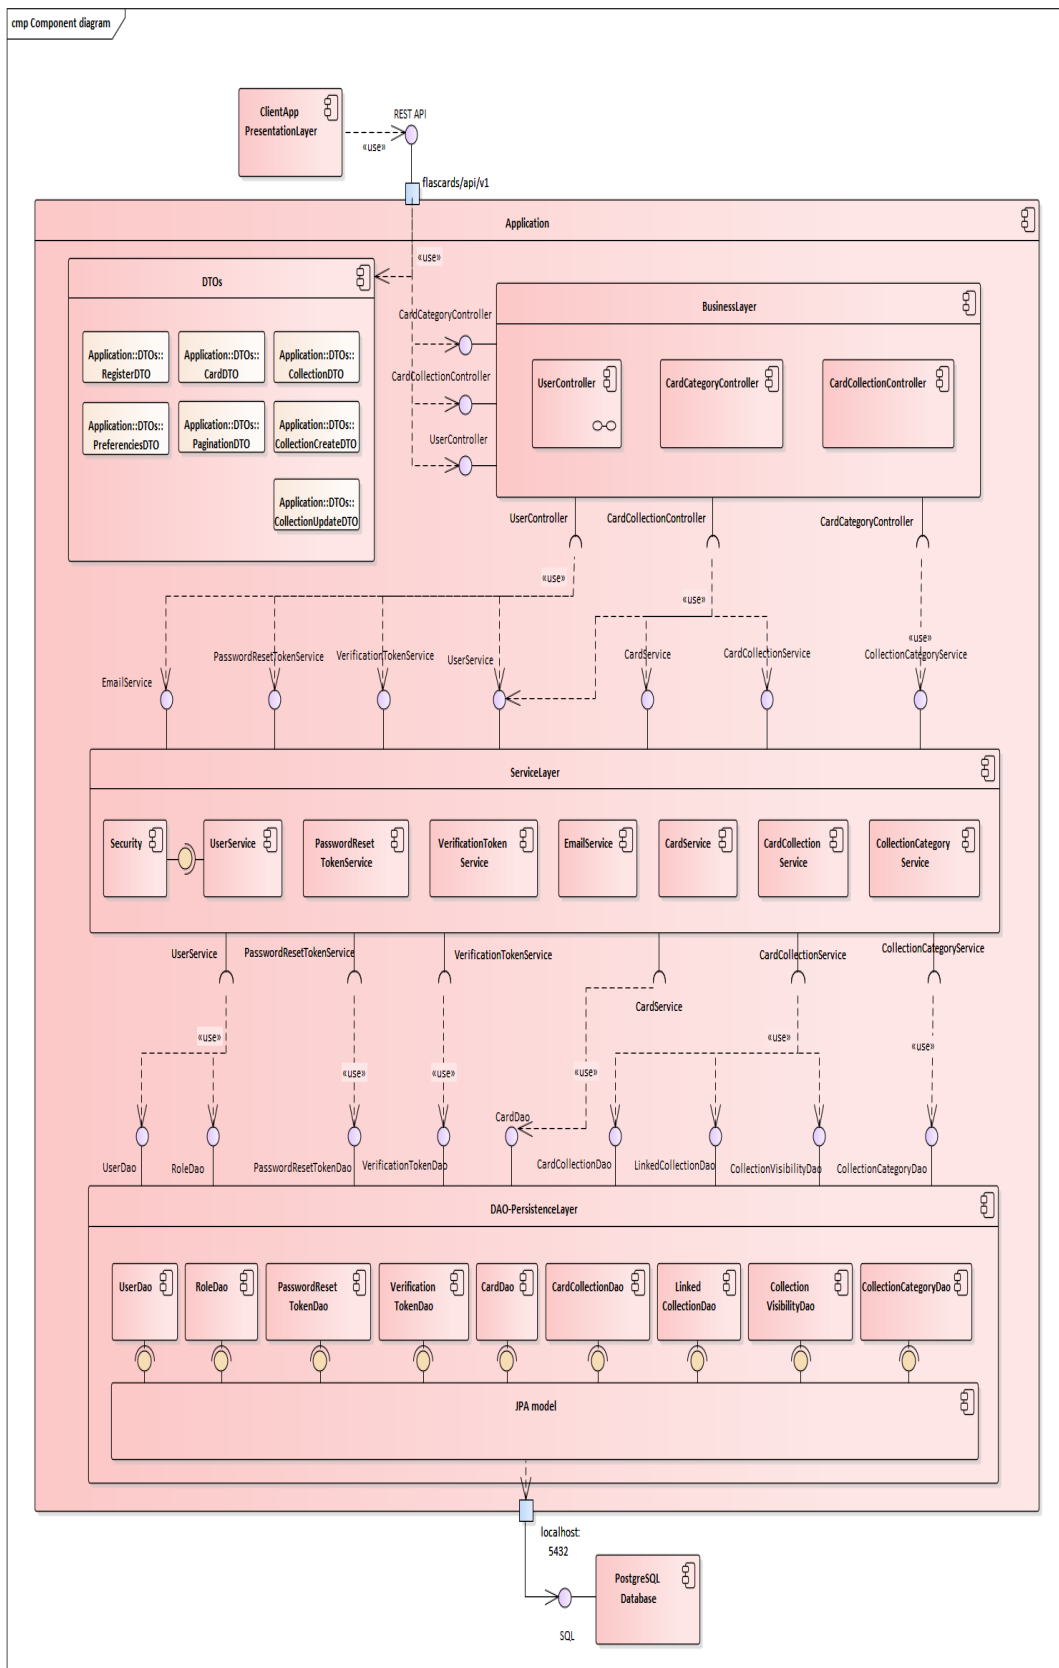 cmp Component diagram
ClientApp
PresentationLayer
REST API
«use»
flascards/api/v1
Application
«use»
DTOs
Application::DTOs::
RegisterDTO
Application::DTOs::
CardDTO
Application::DTOs::
CollectionDTO
Application::DTOs::
PreferenciesDTO
Application::DTOs::
PaginationDTO
Application::DTOs::
CollectionCreateDTO
Application::DTOs::
CollectionUpdateDTO
CardCategoryController
CardCollectionController
UserController
BusinessLayer
UserController
CardCategoryController
CardCollectionController
UserController
CardCollectionController
CardCategoryController
«use»
«use»
«use»
EmailService
PasswordResetTokenService
VerificationTokenService
UserService
CardService
CardCollectionService
CollectionCategoryService
ServiceLayer
Security
UserService
PasswordReset
TokenService
VerificationToken
Service
EmailService
CardService
CardCollection
Service
CollectionCategory
Service
UserService
PasswordResetTokenService
VerificationTokenService
CardService
CardCollectionService
CollectionCategoryService
«use»
«use»
«use»
«use»
«use»
«use»
UserDao
RoleDao
PasswordResetTokenDao
VerificationTokenDao
CardDao
CardCollectionDao
LinkedCollectionDao
CollectionVisibilityDao
CollectionCategoryDao
DAO-PersistenceLayer
UserDao
RoleDao
PasswordReset
TokenDao
Verification
TokenDao
CardDao
CardCollectionDao
Linked
CollectionDao
Collection
VisibilityDao
CollectionCategoryDao
JPA model
localhost:
5432
PostgreSQL
Database
SQL